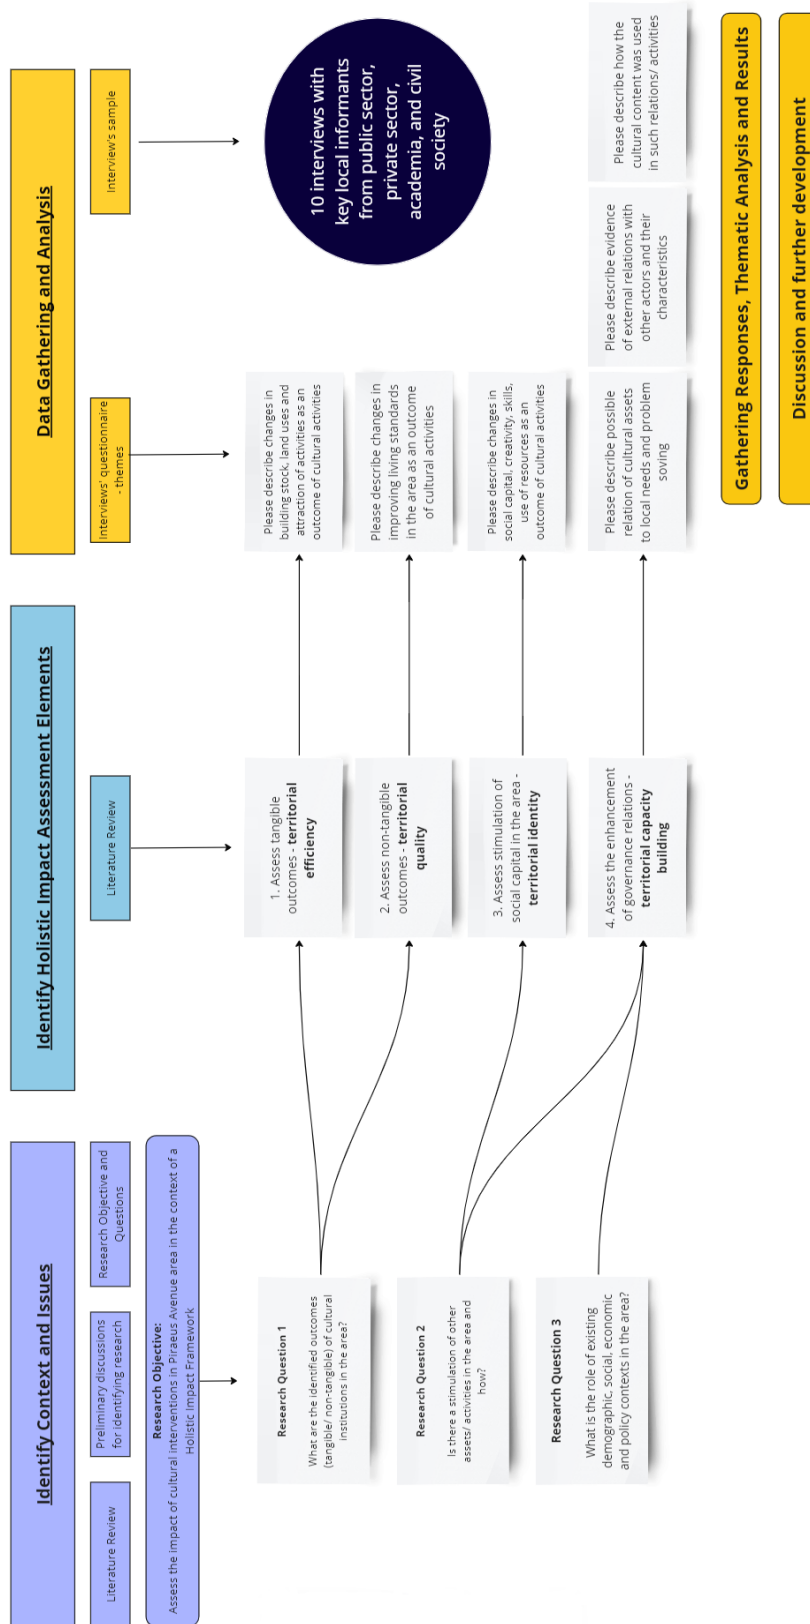 Identify Context and Issues
Literature Review
Preliminary discussions
for identifying research
Research Objective and
Questions
Research Objective:
Assess the impact of cultural interventions in Piraeus Avenue area in the context of a
Holistic Impact Framework
Research Question 1
What are the identified outcomes
(tangible/ non-tangible) of cultural
institutions in the area?
Research Question 2
Is there a stimulation of other
assets/ activities in the area and
how?
Research Question 3
What is the role of existing
demographic, social, economic
and policy contexts in the area?
Identify Holistic Impact Assessment Elements
Literature Review
1. Assess tangible
outcomes - territorial
efficiency
2. Assess non-tangible
outcomes - territorial
quality
3. Assess stimulation of
social capital in the area -
territorial identity
4. Assess the enhancement
of governance relations -
territorial capacity
building
Data Gathering and Analysis
Interviews' questionnaire
- themes
Interview's sample
Please describe changes in
building stock, land uses and
attraction of activities as an
outcome of cultural activities
Please describe changes in
improving living standards
in the area as an outcome
of cultural activities
Please describe changes in
social capital, creativity, skills,
use of resources as an
outcome of cultural activities
Please describe possible
relation of cultural assets
to local needs and problem
soving
Please describe evidence
of external relations with
other actors and their
characteristics
Please describe how the
cultural content was used
in such relations/ activities
10 interviews with
key local informants
from public sector,
private sector,
academia, and civil
society
Gathering Responses, Thematic Analysis and Results
Discussion and further development